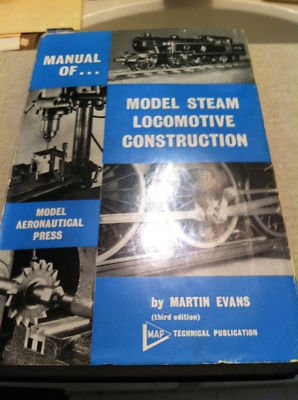 MANUAL
OF...
MODEL STEAM
LOCOMOTIVE
CONSTRUCTION
MODEL
AERONAUTICAL
PRESS
by MARTIN EVANS
(third edition)
MAP TECHNICAL PUBLICATION